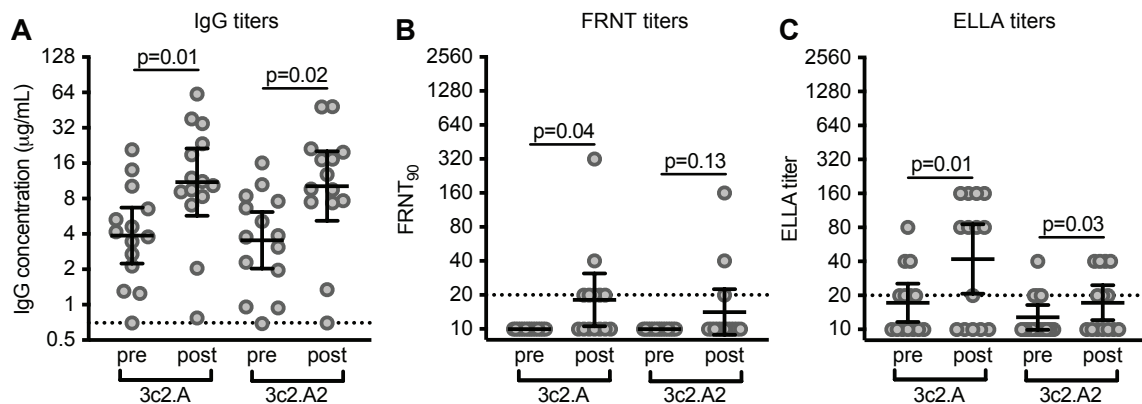 A
IgG titers
IgG concentration (µg/mL)
128
64
32
16
8
4
2
1
0.5
p=0.01
p=0.02
pre
post
pre
post
3c2.A
3c2.A2
B
FRNT titers
FRNT90
2560
1280
640
320
160
80
40
20
10
p=0.04
p=0.13
pre
post
pre
post
3c2.A
3c2.A2
C
ELLA titers
ELLA titer
2560
1280
640
320
160
80
40
20
10
p=0.01
p=0.03
pre
post
pre
post
3c2.A
3c2.A2